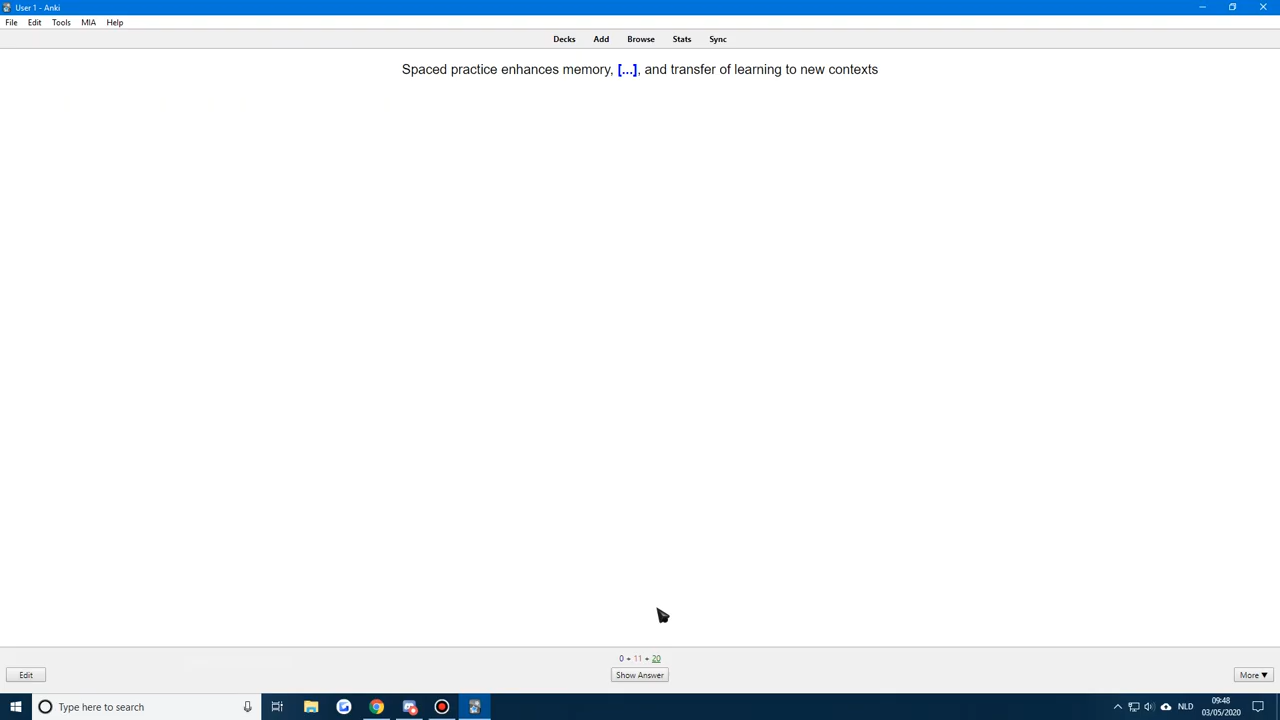 User 1 - Anki
File Edit Tools MIA Help
Decks Add Browse Stats Sync
Spaced practice enhances memory, [...], and transfer of learning to new contexts
0 + 11 + 20
Edit Show Answer More ▼
Type here to search
NLD
09:48
03/05/2020